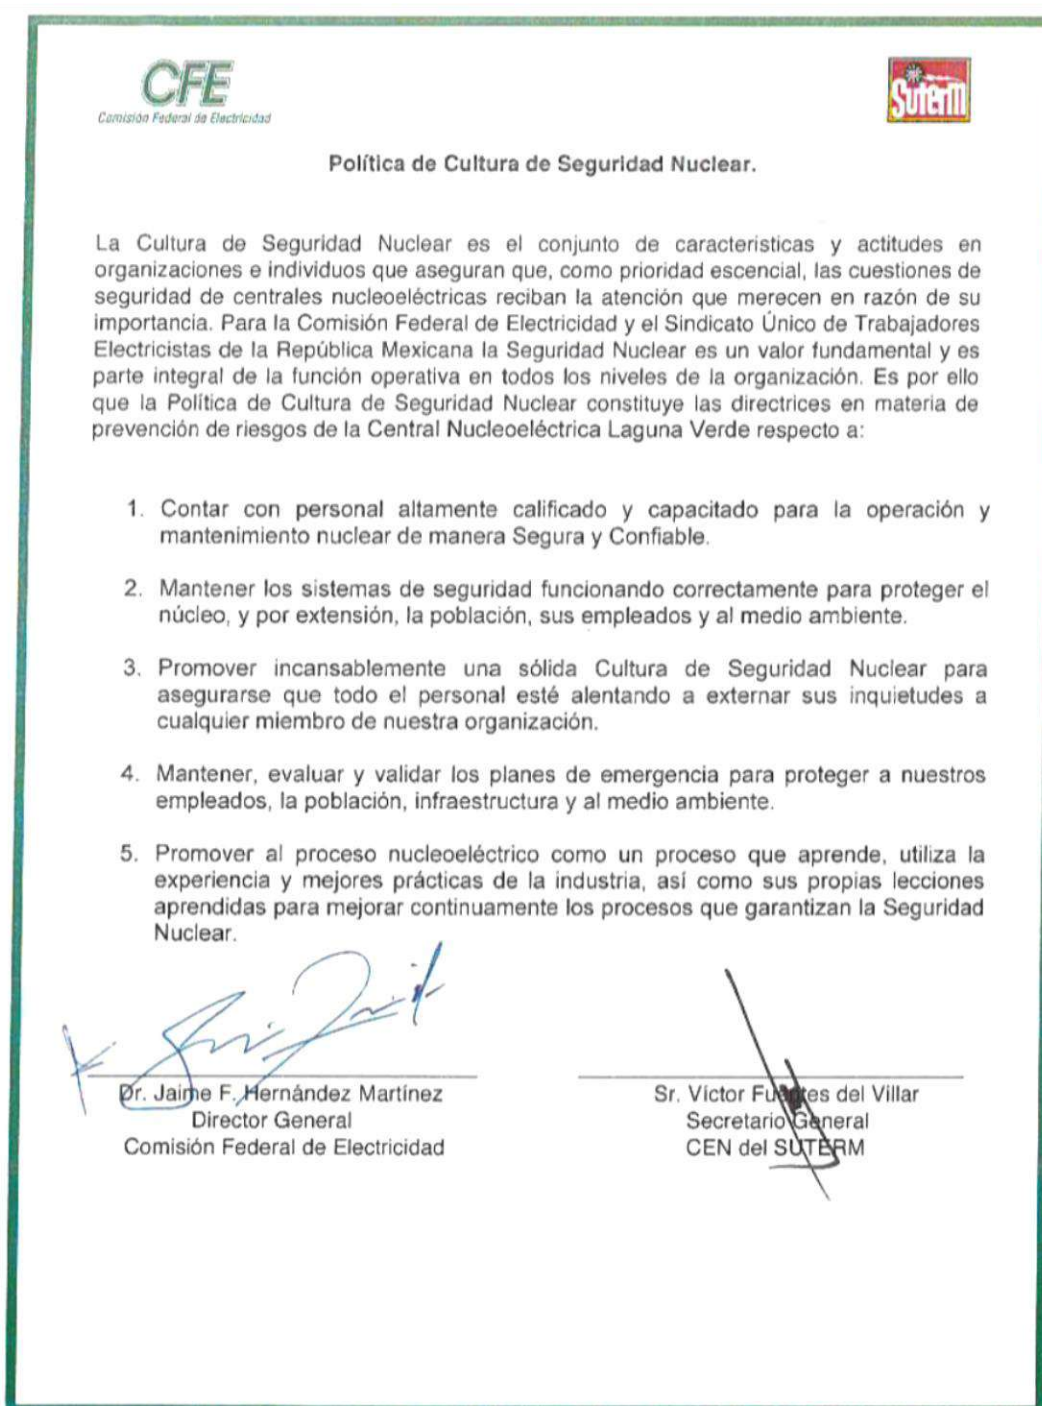 CFE
Comisión Federal de Electricidad
Suterm
Política de Cultura de Seguridad Nuclear.
La Cultura de Seguridad Nuclear es el conjunto de características y actitudes en
organizaciones e individuos que aseguran que, como prioridad escencial, las cuestiones de
seguridad de centrales nucleoeléctricas reciban la atención que merecen en razón de su
importancia. Para la Comisión Federal de Electricidad y el Sindicato Único de Trabajadores
Electricistas de la República Mexicana la Seguridad Nuclear es un valor fundamental y es
parte integral de la función operativa en todos los niveles de la organización. Es por ello
que la Política de Cultura de Seguridad Nuclear constituye las directrices en materia de
prevención de riesgos de la Central Nucleoeléctrica Laguna Verde respecto a:
1. Contar con personal altamente calificado y capacitado para la operación y
mantenimiento nuclear de manera Segura y Confiable.
2. Mantener los sistemas de seguridad funcionando correctamente para proteger el
núcleo, y por extensión, la población, sus empleados y al medio ambiente.
3. Promover incansablemente una sólida Cultura de Seguridad Nuclear para
asegurarse que todo el personal esté alentando a externar sus inquietudes a
cualquier miembro de nuestra organización.
4. Mantener, evaluar y validar los planes de emergencia para proteger a nuestros
empleados, la población, infraestructura y al medio ambiente.
5. Promover al proceso nucleoeléctrico como un proceso que aprende, utiliza la
experiencia y mejores prácticas de la industria, así como sus propias lecciones
aprendidas para mejorar continuamente los procesos que garantizan la Seguridad
Nuclear.
Dr. Jaime F. Hernández Martínez
Director General
Comisión Federal de Electricidad
Sr. Víctor Fuentes del Villar
Secretario General
CEN del SUTERM